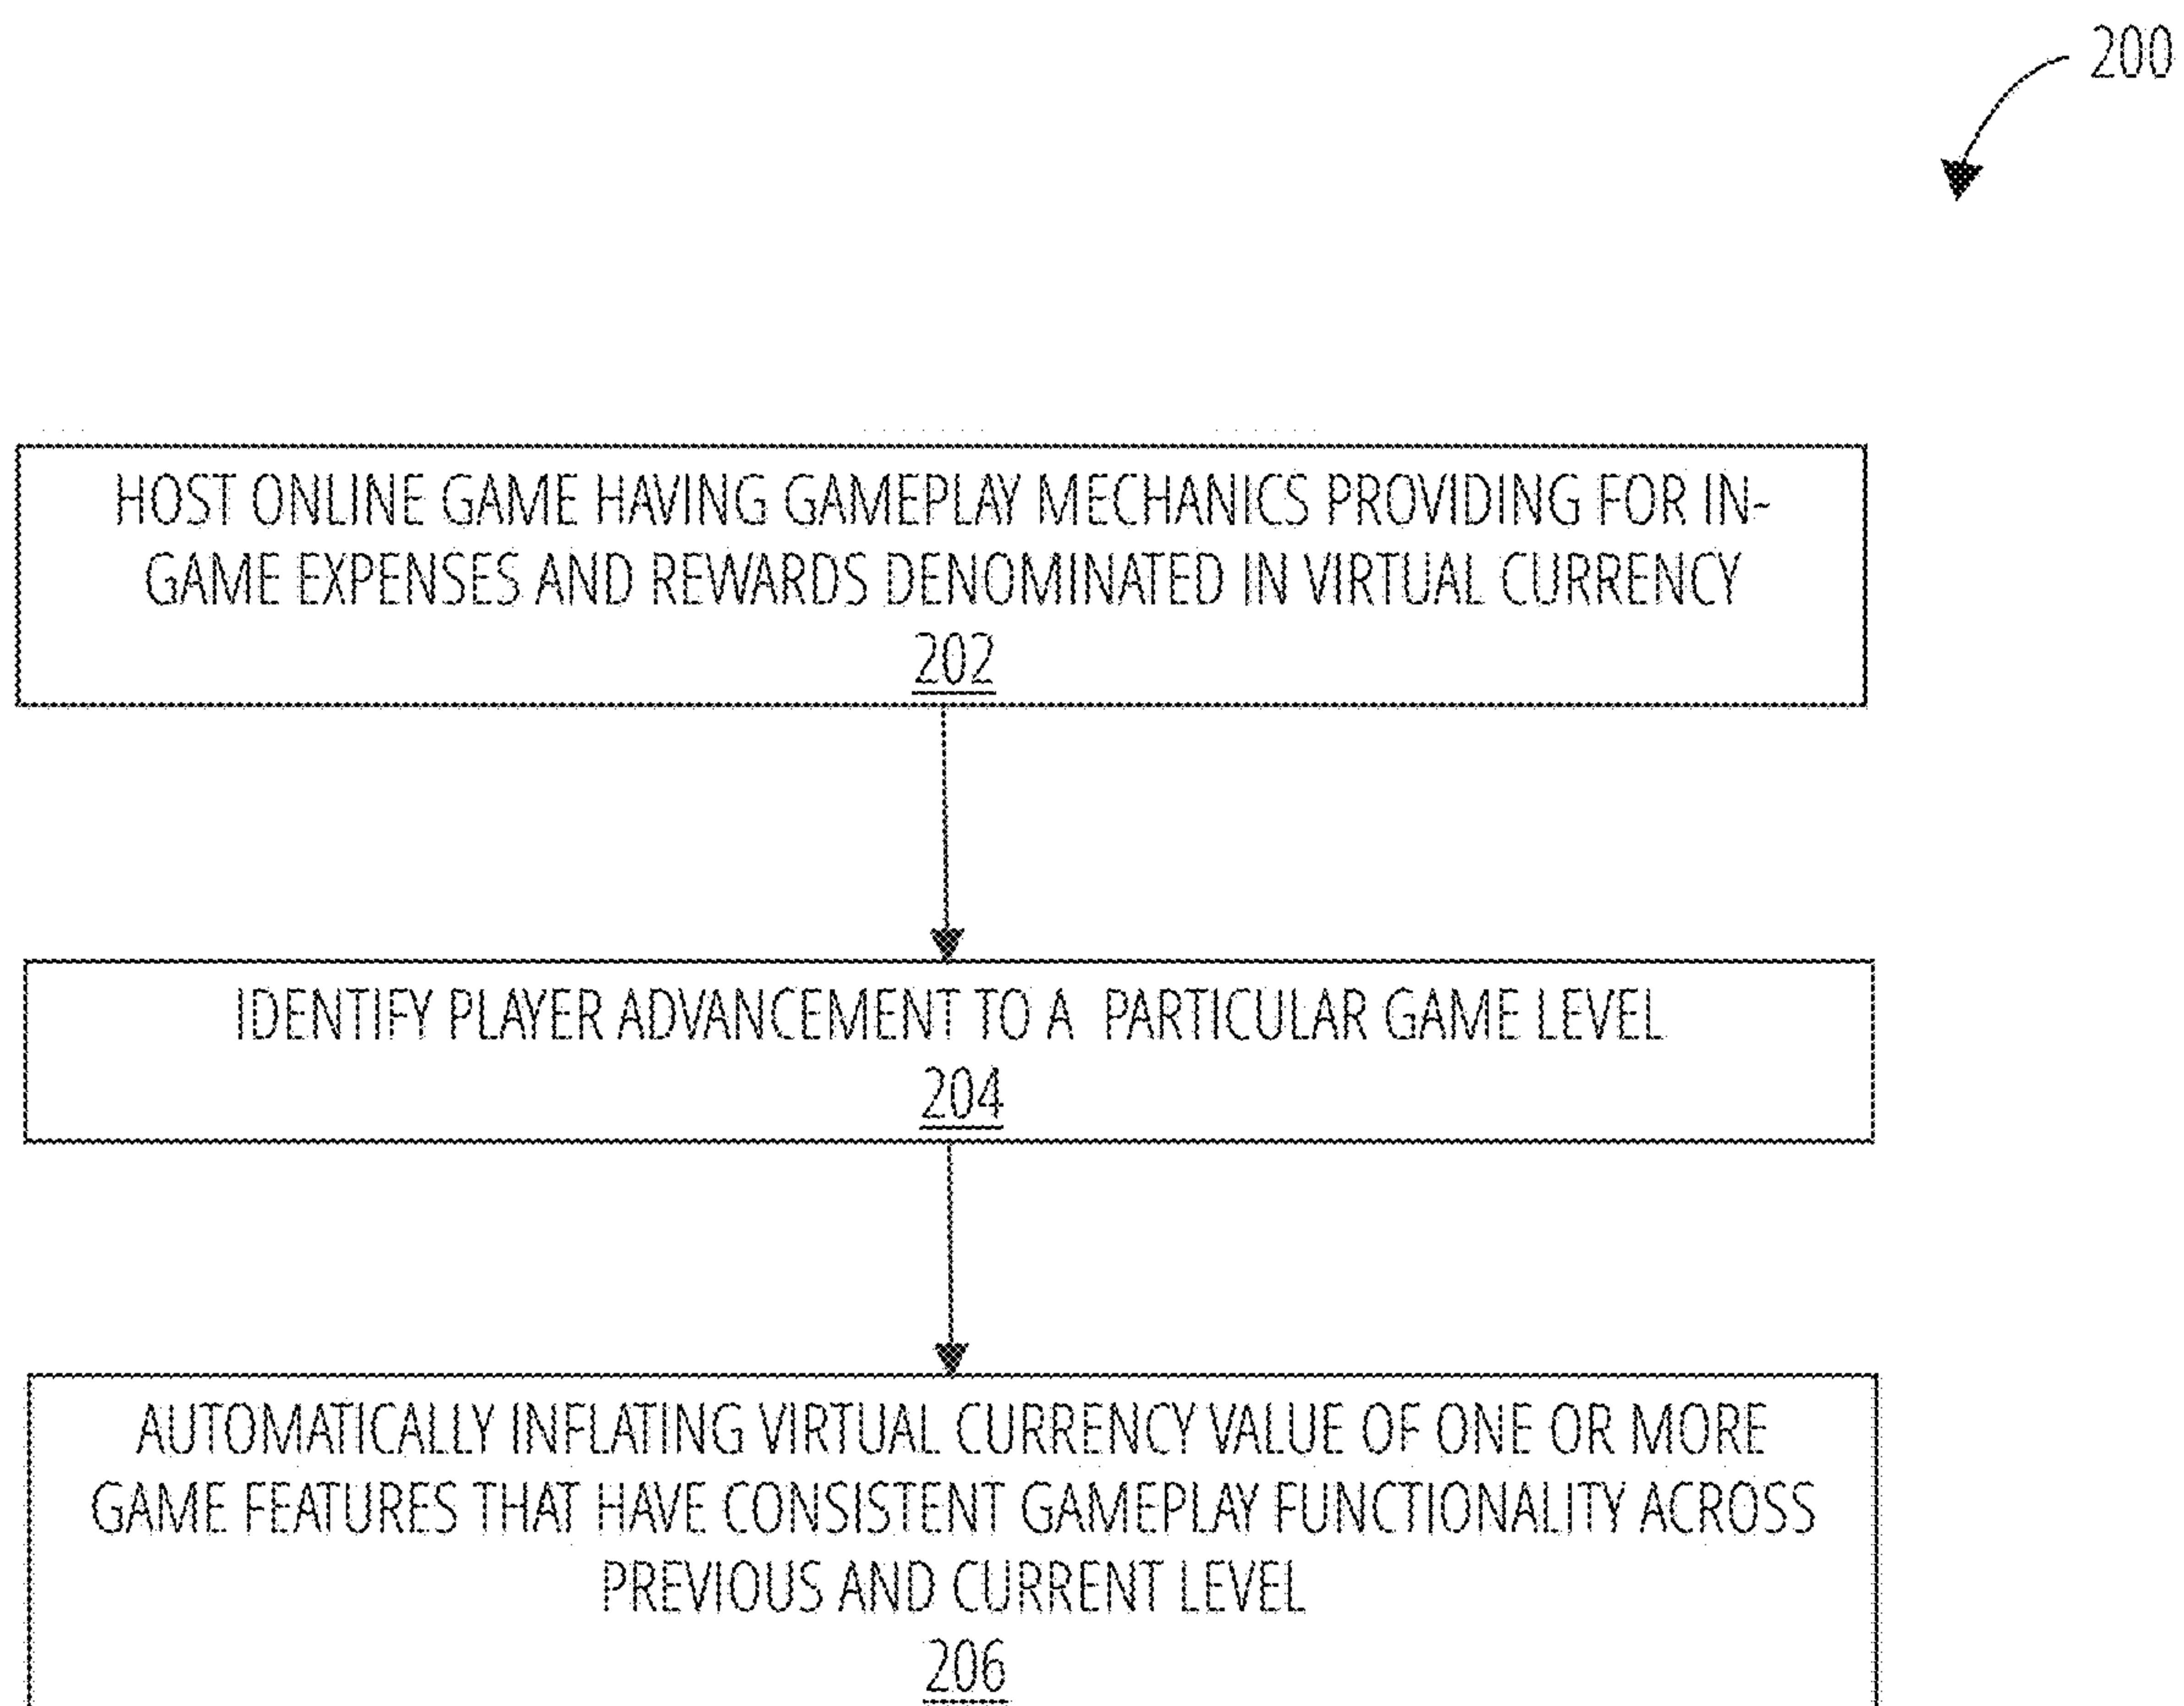 200
HOST ONLINE GAME HAVING GAMEPLAY MECHANICS PROVIDING FOR IN-
GAME EXPENSES AND REWARDS DENOMINATED IN VIRTUAL CURRENCY
202
IDENTIFY PLAYER ADVANCEMENT TO A PARTICULAR GAME LEVEL
204
AUTOMATICALLY INFLATING VIRTUAL CURRENCY VALUE OF ONE OR MORE
GAME FEATURES THAT HAVE CONSISTENT GAMEPLAY FUNCTIONALITY ACROSS
PREVIOUS AND CURRENT LEVEL
206